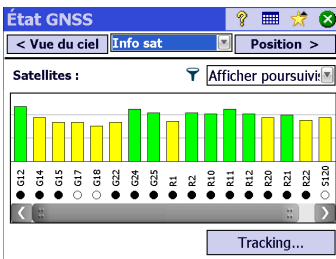 État GNSS ?
< Vue du ciel Info sat Position >
Satellites : Afficher poursuivis
G12 G14 G15 G17 G18 G22 G24 G25 R1 R2 R10 R11 R12 R20 R21 R22 S120
Tracking...